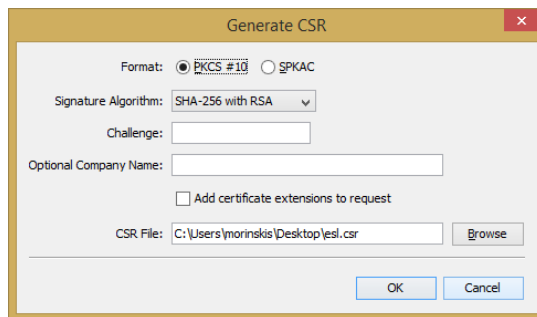 Generate CSR
Format: PKCS #10 SPKAC
Signature Algorithm: SHA-256 with RSA
Challenge:
Optional Company Name:
Add certificate extensions to request
CSR File: C:\Users\morinskis\Desktop\esl.csr Browse
OK Cancel